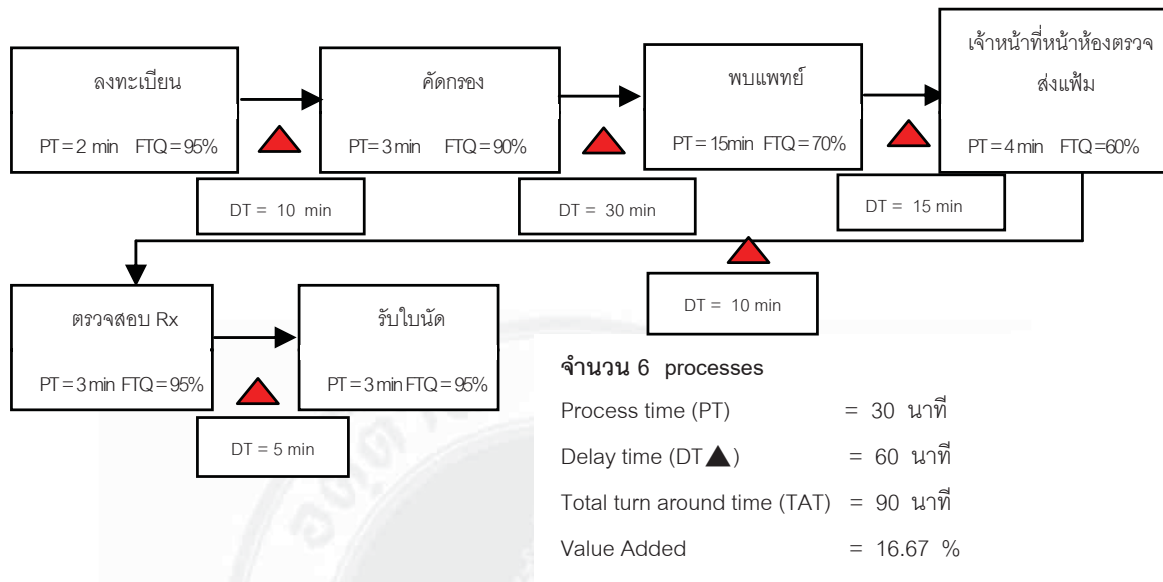 ลงทะเบียน
PT = 2 min FTQ = 95%
คัดกรอง
PT = 3 min FTQ = 90%
พบแพทย์
PT = 15min FTQ = 70%
เจ้าหน้าที่หน้าห้องตรวจ
ส่งแฟ้ม
PT = 4 min FTQ =60%
DT = 10 min
DT = 30 min
DT = 15 min
DT = 10 min
ตรวจสอบ Rx
PT = 3 min FTQ = 95%
รับใบนัด
PT = 3 min FTQ = 95%
DT = 5 min
จำนวน 6 processes
Process time (PT) = 30 นาที
Delay time (DT▲) = 60 นาที
Total turn around time (TAT) = 90 นาที
Value Added = 16.67 %